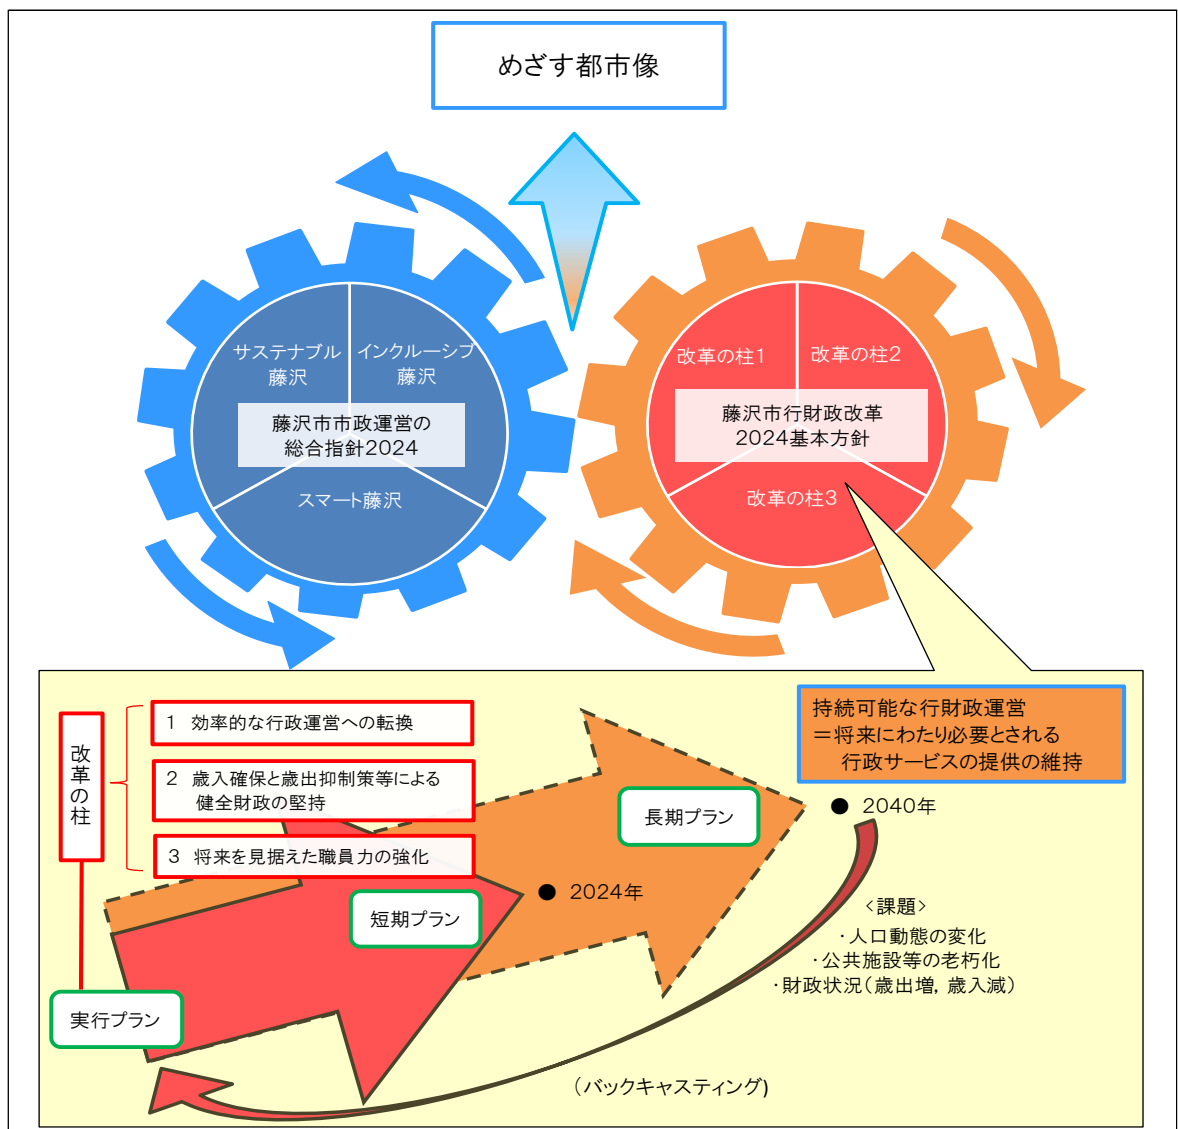 めざす都市像
サステナブル
藤沢
インクルーシブ
藤沢
藤沢市市政運営の
総合指針2024
スマート藤沢
改革の柱1
改革の柱2
藤沢市行財政改革
2024基本方針
改革の柱3
改革の柱
1 効率的な行政運営への転換
2 歳入確保と歳出抑制策等による
健全財政の堅持
3 将来を見据えた職員力の強化
持続可能な行財政運営
＝将来にわたり必要とされる
行政サービスの提供の維持
長期プラン
● 2040年
● 2024年
短期プラン
実行プラン
<課題>
・人口動態の変化
・公共施設等の老朽化
・財政状況（歳出増，歳入減）
（バックキャスティング)